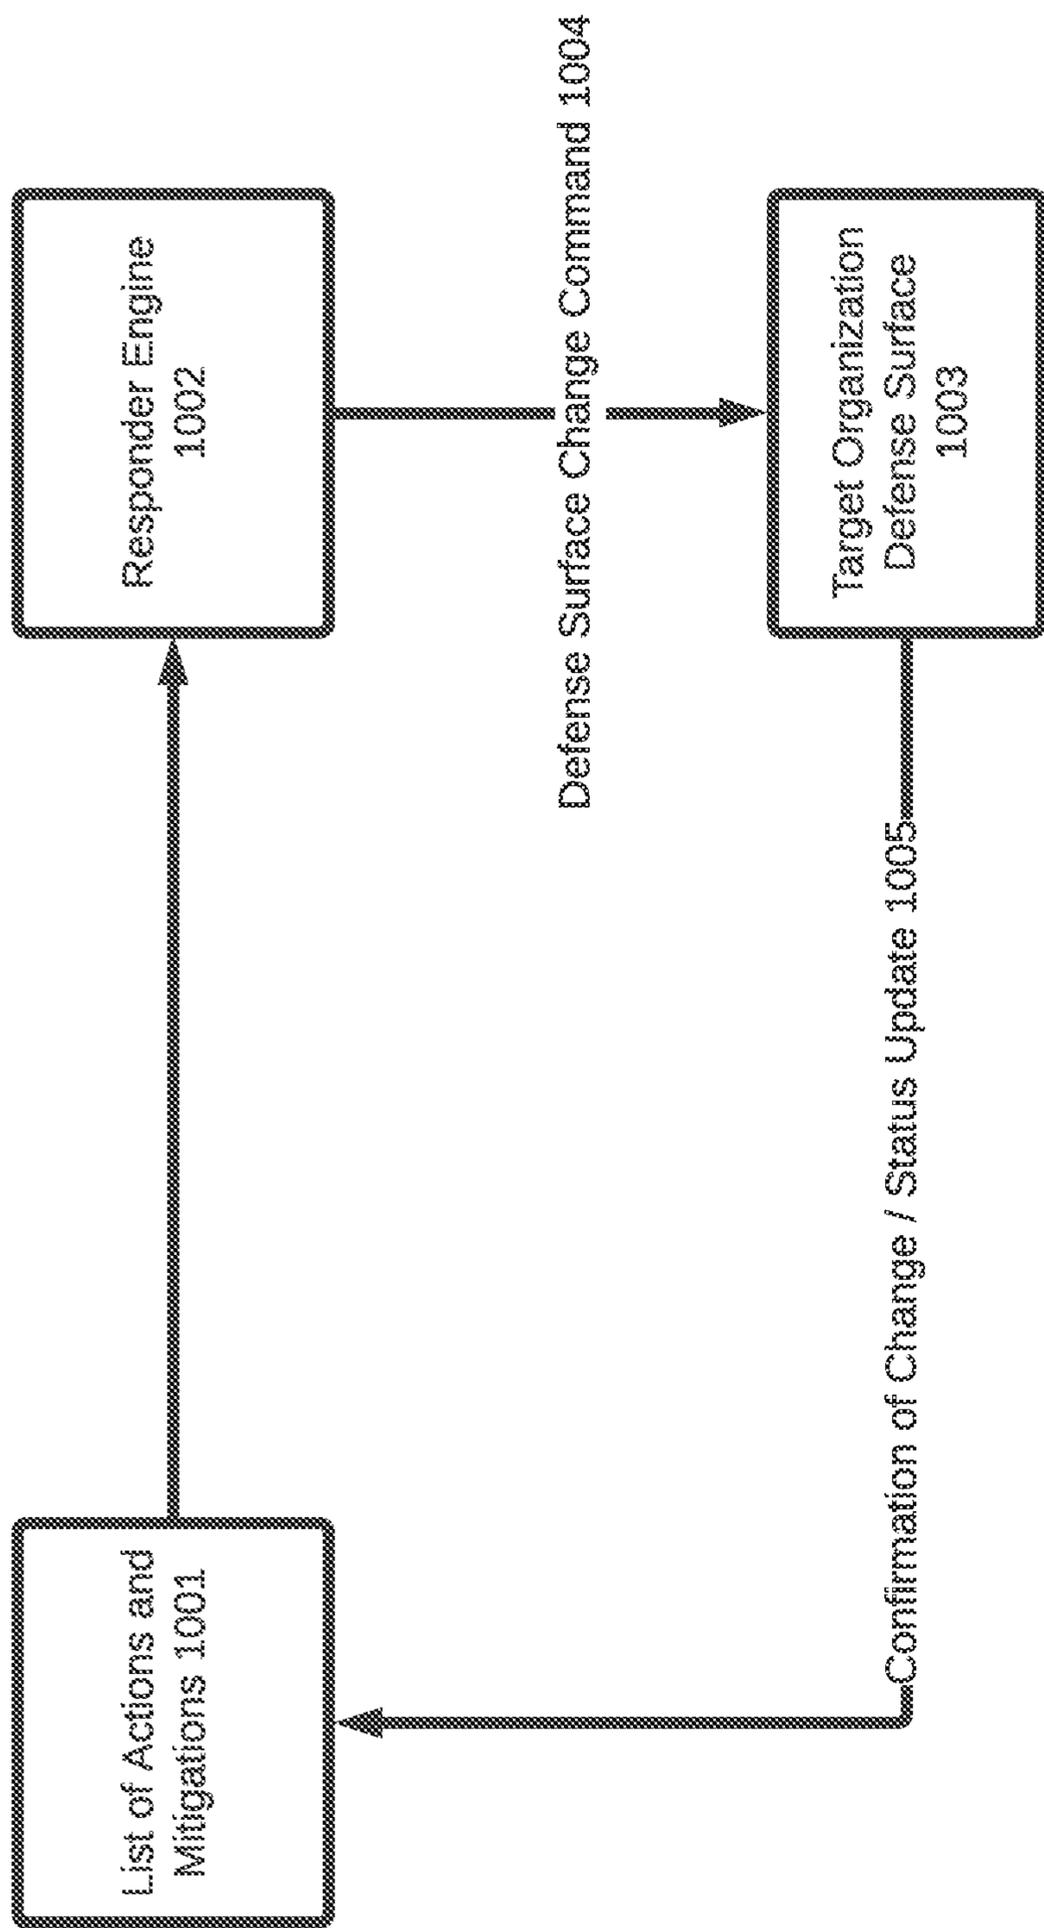 List of Actions and
Mitigations 1001
Responder Engine
1002
Defense Surface Change Command 1004
Target Organization
Defense Surface
1003
Confirmation of Change / Status Update 1005